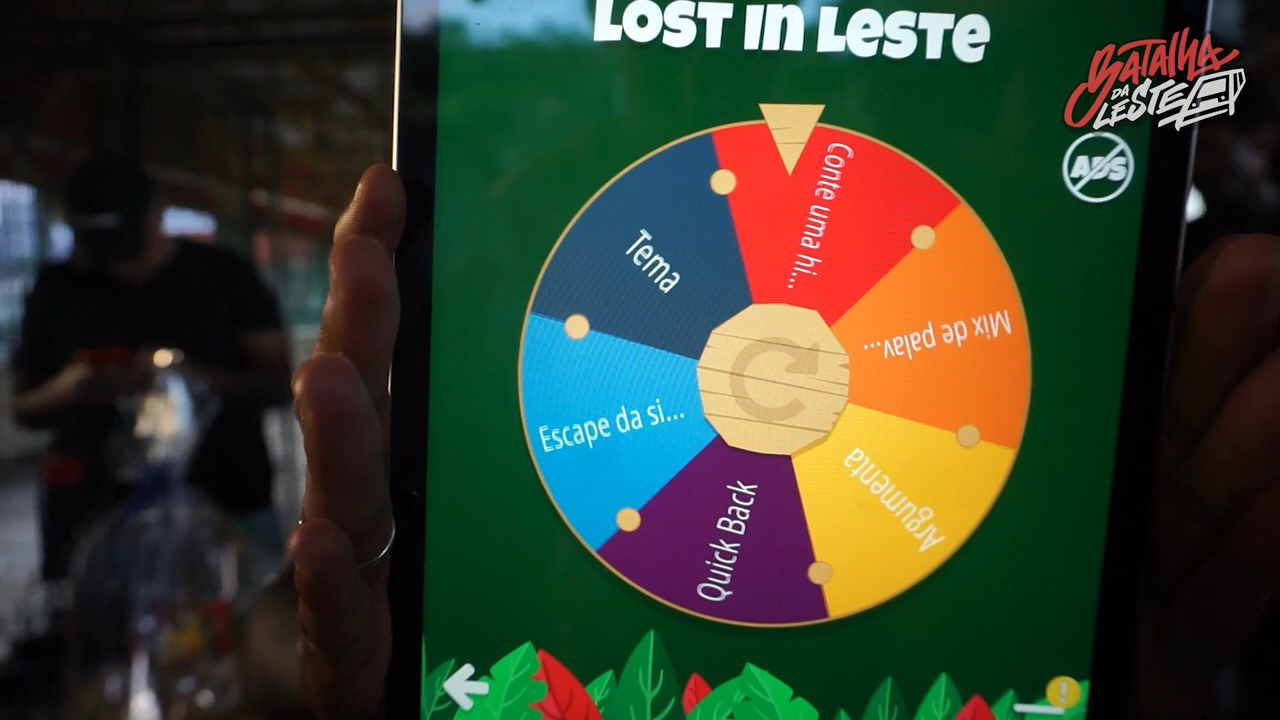 LOST IN LESTE
BATALHA
DA
LESTE
ADS
Conte uma hi...
Mix de palav...
Argumenta
Quick Back
Escape da si...
Tema
!